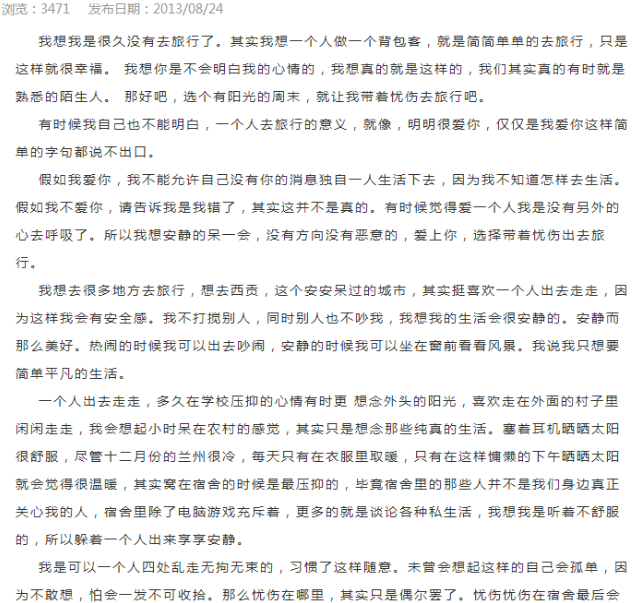 浏览：3471 发布日期：2013/08/24
我想我是很久没有去旅行了。其实我想一个人做一个背包客，就是简简单单的去旅行，只是
这样就很幸福。 我想你是不会明白我的心情的，我想真的就是这样的，我们其实真的有时就是
熟悉的陌生人。 那好吧，选个有阳光的周末，就让我带着忧伤去旅行吧。
有时候我自己也不能明白，一个人去旅行的意义，就像，明明很爱你，仅仅是我爱你这样简
单的字句都说不出口。
假如我爱你，我不能允许自己没有你的消息独自一人生活下去，因为我不知道怎样去生活。
假如我不爱你，请告诉我是我错了，其实这并不是真的。有时候觉得爱一个人我是没有另外的
心去呼吸了。所以我想安静的呆一会，没有方向没有恶意的，爱上你，选择带着忧伤出去旅
行。
我想去很多地方去旅行，想去西贡，这个安安呆过的城市，其实挺喜欢一个人出去走走，因
为这样我会有安全感。我不打搅别人，同时别人也不吵我，我想我的生活会很安静的。安静而
那么美好。热闹的时候我可以出去吵闹，安静的时候我可以坐在窗前看看风景。我说我只想要
简单平凡的生活。
一个人出去走走，多久在学校压抑的心情有时更 想念外头的阳光，喜欢走在外面的村子里
闲闲走走，我会想起小时呆在农村的感觉，其实只是想念那些纯真的生活。塞着耳机晒晒太阳
很舒服，尽管十二月份的兰州很冷，每天只有在衣服里取暖，只有在这样慵懒的下午晒晒太阳
就会觉得很温暖，其实窝在宿舍的时候是最压抑的，毕竟宿舍里的那些人并不是我们身边真正
关心我的人，宿舍里除了电脑游戏充斥着，更多的就是谈论各种私生活，我想我是听着不舒服
的，所以躲着一个人出来享享安静。
我是可以一个人四处乱走无拘无束的，习惯了这样随意。未曾会想起这样的自己会孤单，因
为不敢想，怕会一发不可收拾。那么忧伤在哪里，其实只是偶尔罢了。忧伤忧伤在宿舍最后会